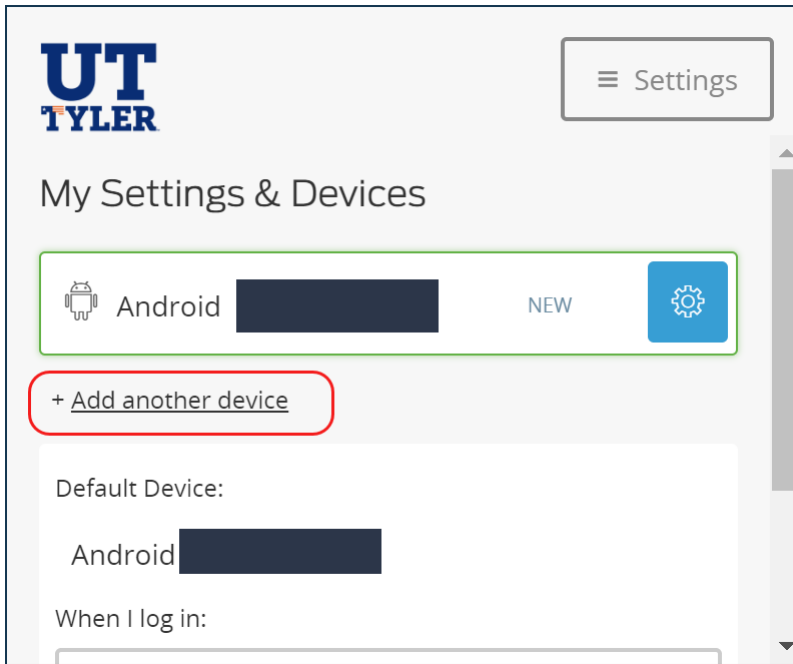 UT
TYLER
≡ Settings
My Settings & Devices
Android
NEW
+ Add another device
Default Device:
Android
When I log in: